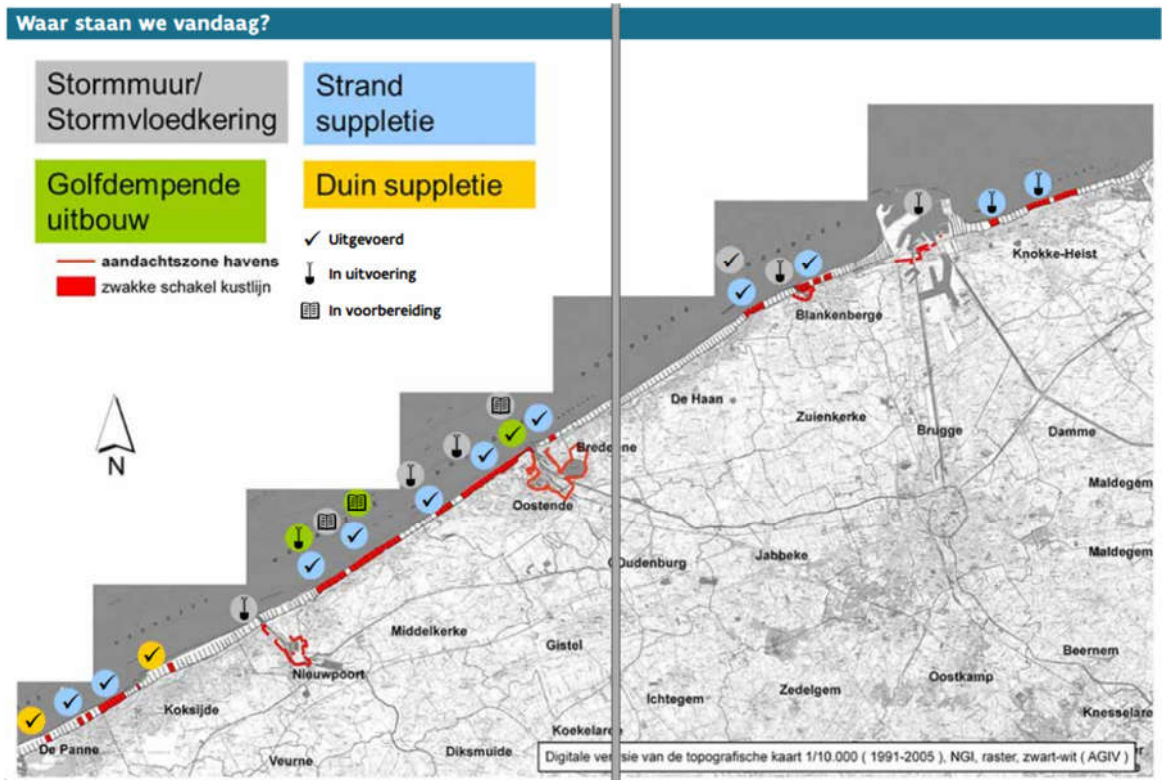 Waar staan we vandaag?
Stormmuur/
Stormvloedkering
Strand
suppletie
Golfdempende
uitbouw
Duin suppletie
aandachtszone havens
zwakke schakel kustlijn
Uitgevoerd
In uitvoering
In voorbereiding
N
Knokke-Heist
Blankenberge
De Haan
Zuienkerke
Brugge
Damme
Bredene
Oostende
Maldegem
Maldegem
Oudenburg
Jabbeke
Middelkerke
Gistel
Beernem
Nieuwpoort
Oostkamp
Koksijde
Ichtegem
Zedelgem
Knesselare
De Panne
Koekelare
Diksmuide
Veurne
Digitale versie van de topografische kaart 1/10.000 ( 1991-2005 ), NGI, raster, zwart-wit ( AGIV )